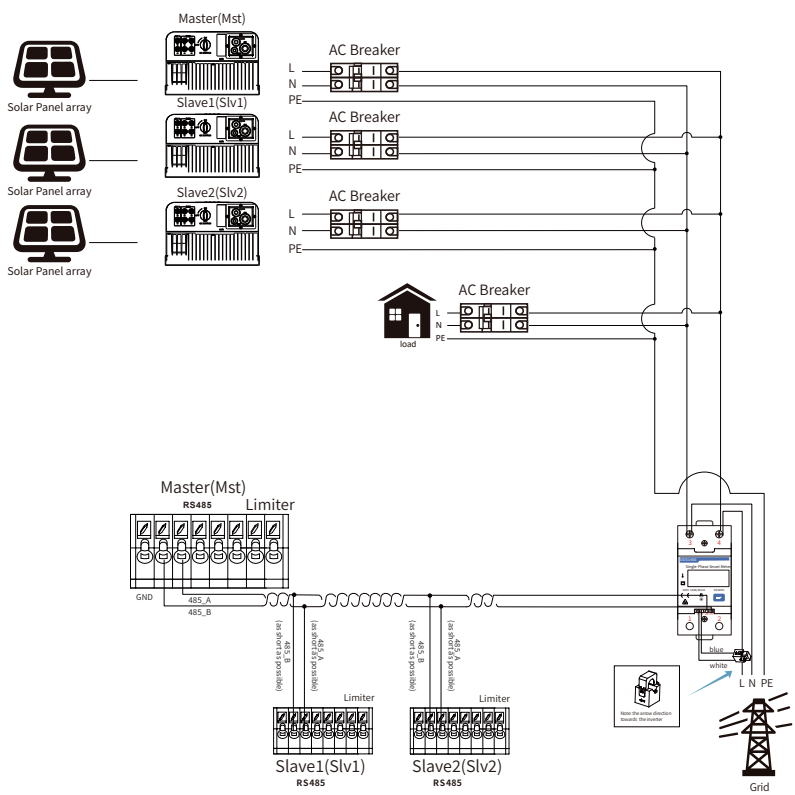 Master(Mst)
Solar Panel array
AC Breaker
L
N
PE
Slave1(Slv1)
Solar Panel array
AC Breaker
L
N
PE
Slave2(Slv2)
Solar Panel array
AC Breaker
L
N
PE
AC Breaker
L
N
PE
load
Master(Mst)
RS485
Limiter
GND
485_A
485_B
485_B
(as short as possible)
485_A
(as short as possible)
485_B
(as short as possible)
485_A
(as short as possible)
Limiter
Slave1(Slv1)
RS485
Limiter
Slave2(Slv2)
RS485
3
4
Single-Phase Smart Meter
1
2
blue
white
L N PE
Note: the arrow direction
towards the inverter
Grid